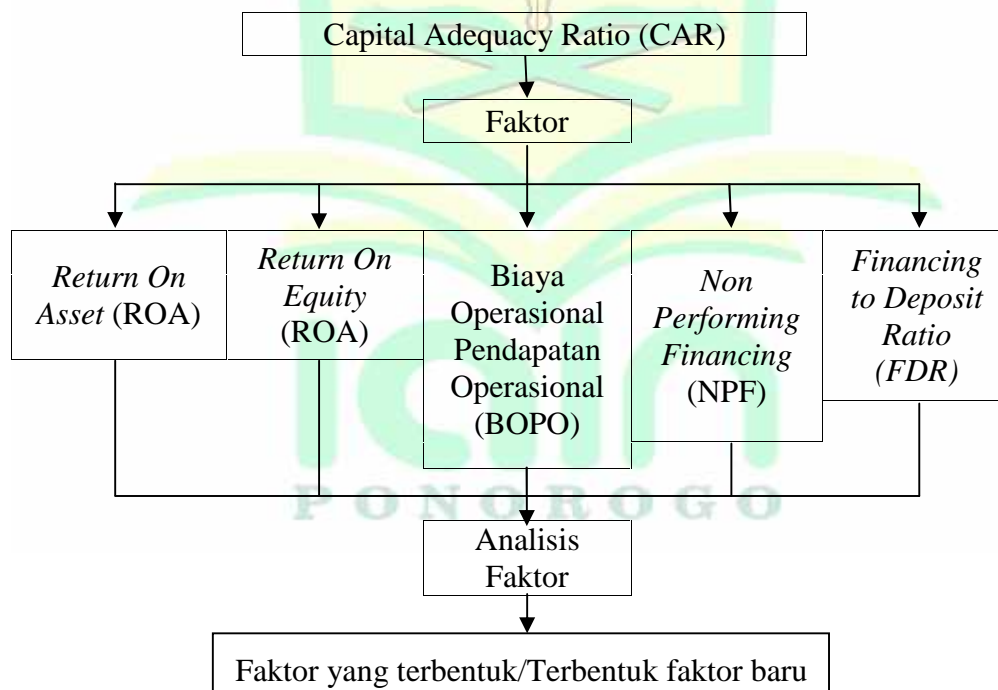 Capital Adequacy Ratio (CAR)
Faktor
Return On
Asset (ROA)
Return On
Equity
(ROA)
Biaya
Operasional
Pendapatan
Operasional
(BOPO)
Non
Performing
Financing
(NPF)
Financing
to Deposit
Ratio
(FDR)
iain
PONOROGO
Analisis
Faktor
Faktor yang terbentuk/Terbentuk faktor baru